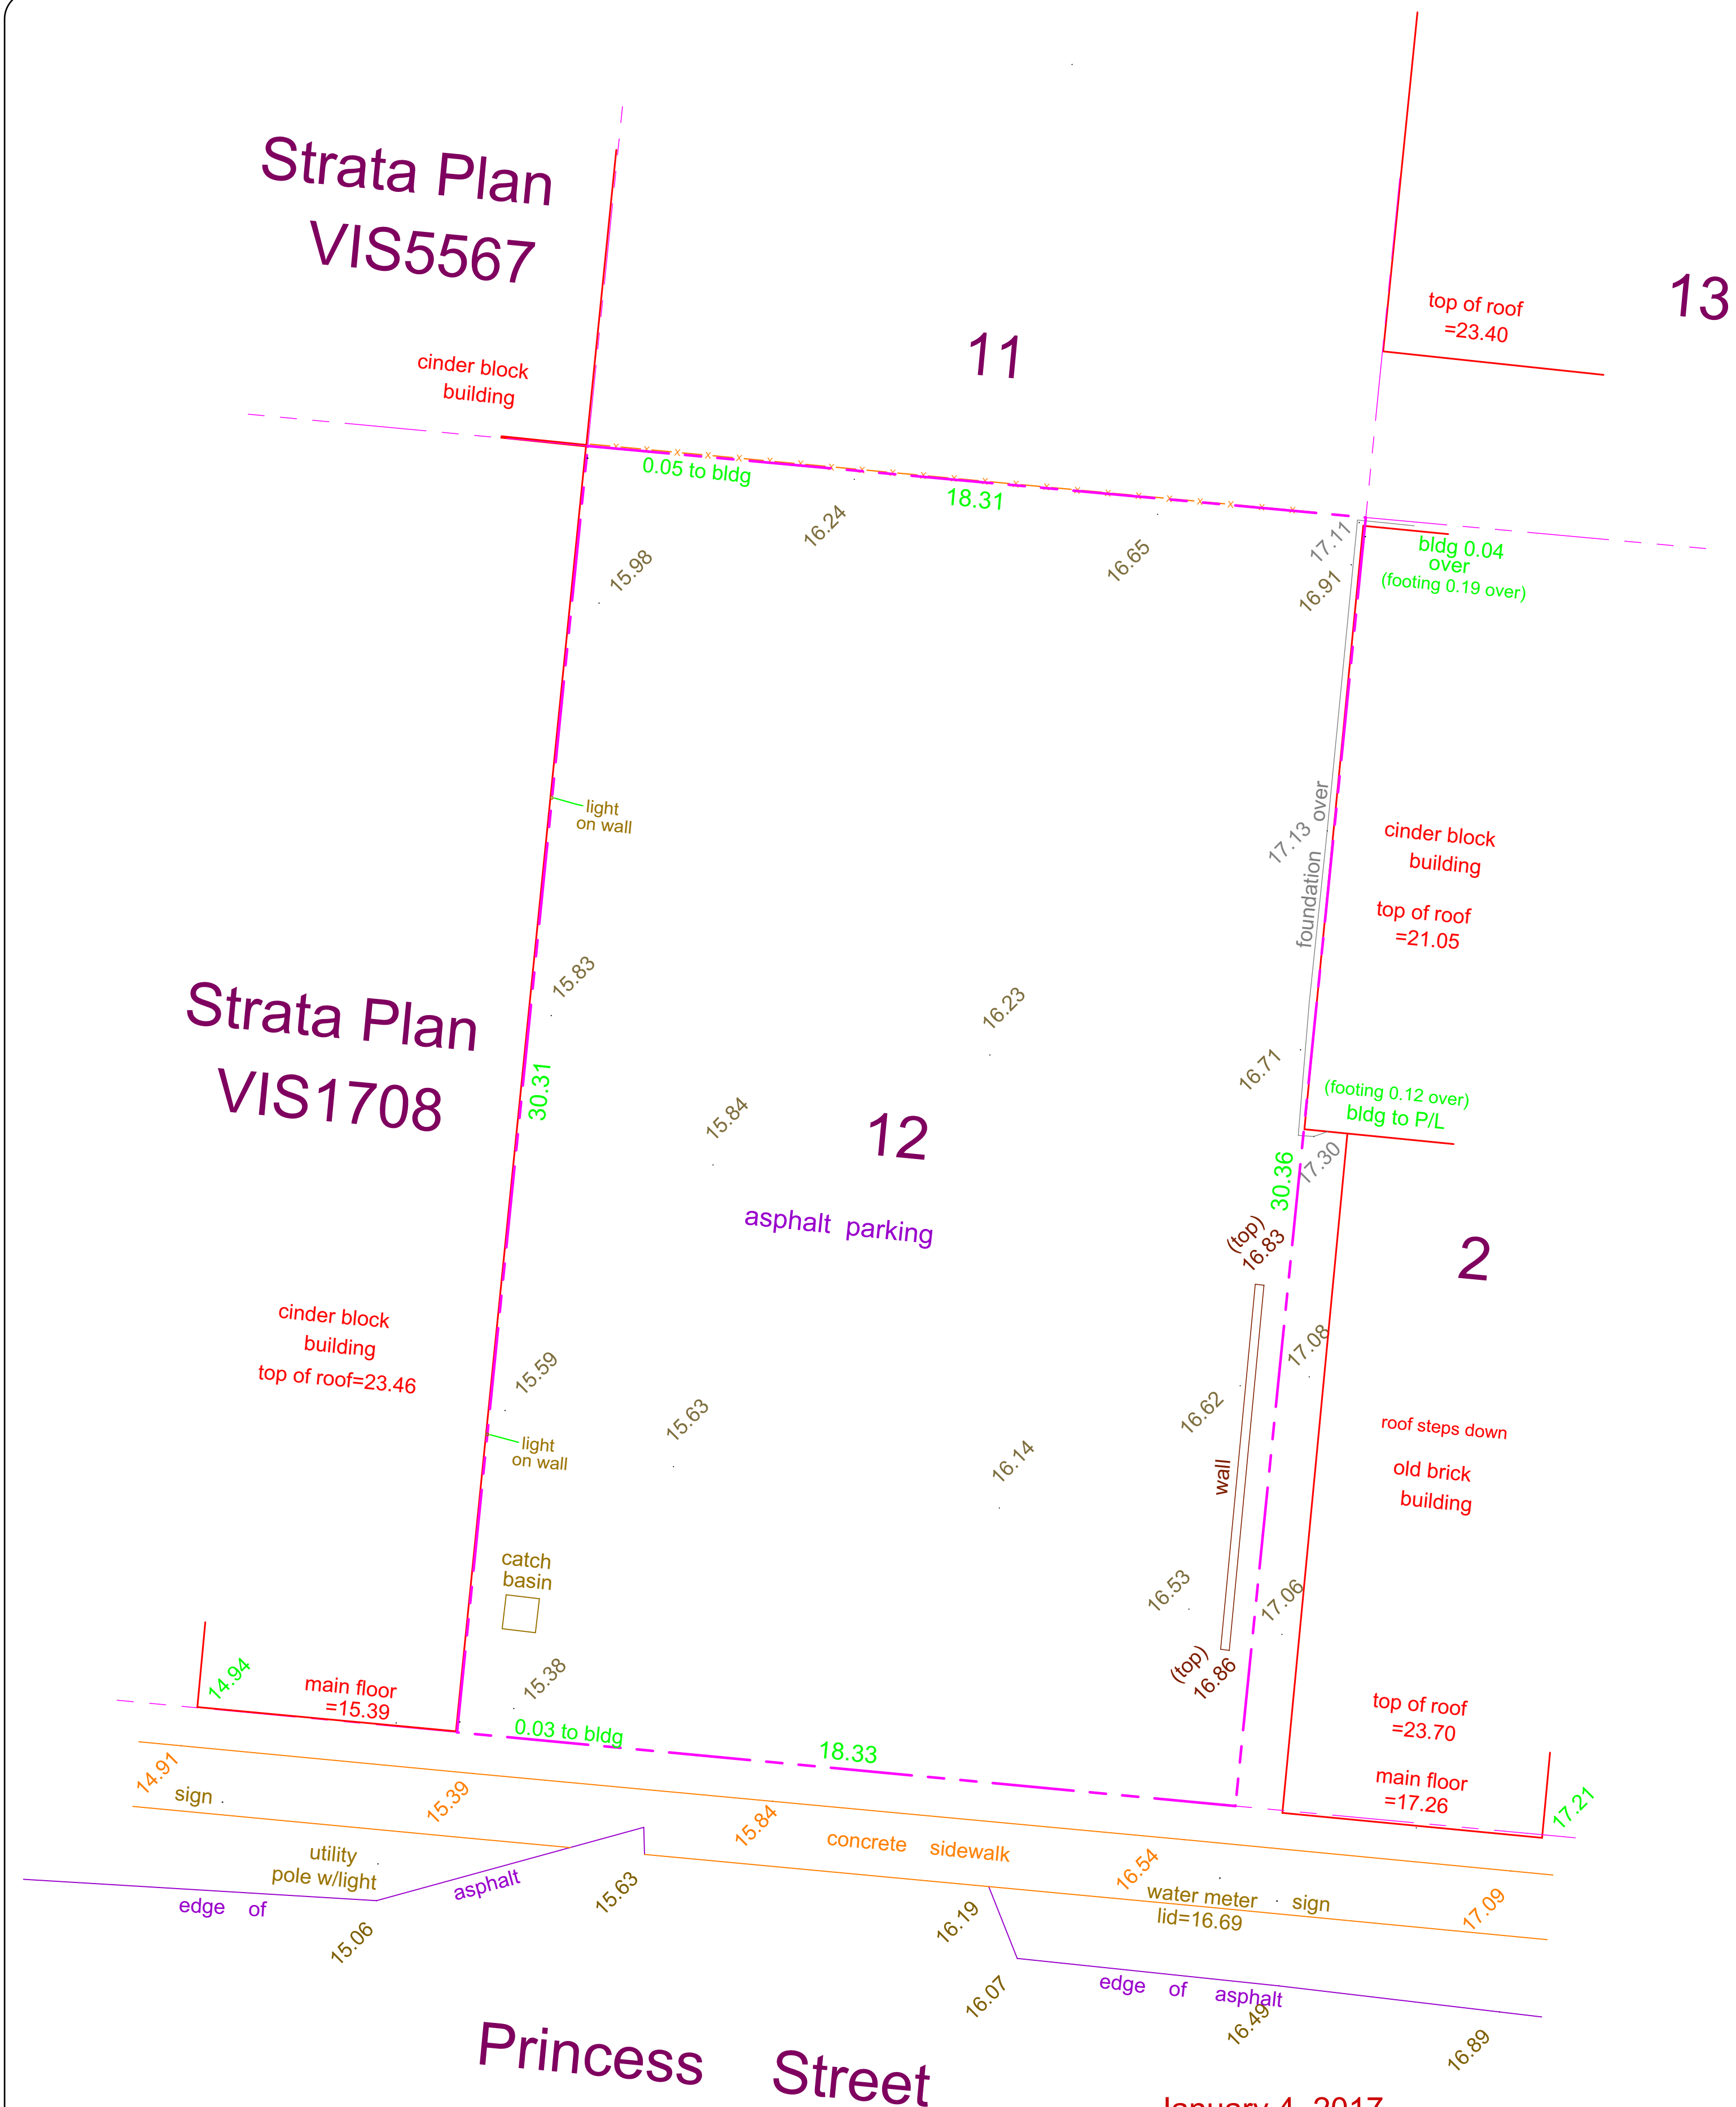 Strata Plan
VIS5567
13
top of roof
=23.40
11
cinder block
building
0.05 to bldg
18.31
16.24
15.98
16.65
17.11
16.91
bldg 0.04
over
(footing 0.19 over)
light
on wall
17.13
foundation over
cinder block
building
top of roof
=21.05
15.83
16.23
Strata Plan
VIS1708
30.31
15.84
12
16.71
(footing 0.12 over)
bldg to P/L
17.30
30.36
asphalt parking
(top)
16.83
2
cinder block
building
top of roof=23.46
15.59
15.63
16.14
16.62
17.08
wall
roof steps down
old brick
building
light
on wall
catch
basin
16.53
17.06
(top)
16.86
14.94
main floor
=15.39
15.38
0.03 to bldg
18.33
top of roof
=23.70
main floor
=17.26
17.21
14.91
sign
15.39
15.84
concrete sidewalk
16.54
water meter
lid=16.69
sign
17.09
utility
pole w/light
edge of asphalt
15.06
15.63
16.19
16.07
edge of asphalt
16.49
16.89
Princess Street
January 4, 2017